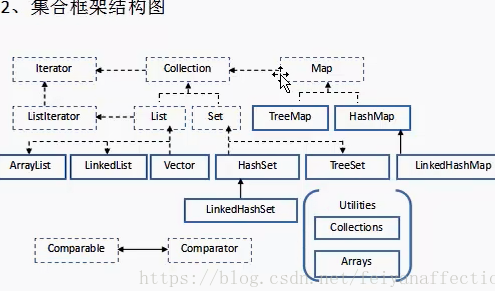 2、集合框架结构图
Iterator Collection Map
ListIterator List Set TreeMap HashMap
ArrayList LinkedList Vector HashSet TreeSet LinkedHashMap
LinkedHashSet Utilities
Collections
Comparable Comparator
Arrays
https://blog.csdn.net/feiyanaffectio